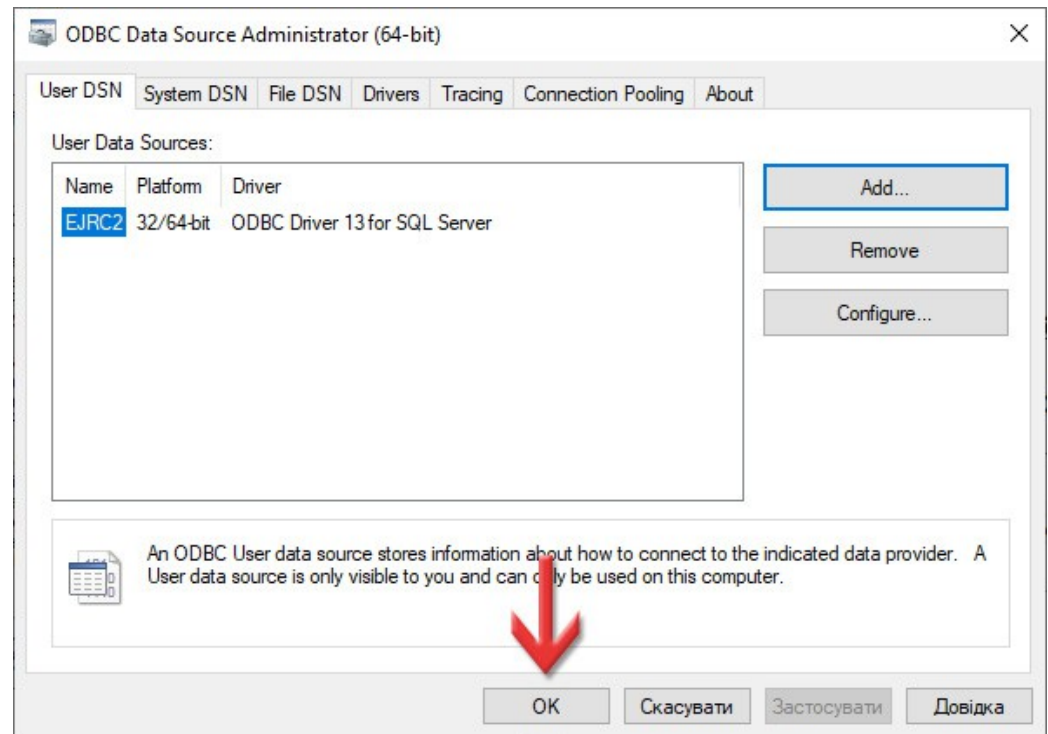 ODBC Data Source Administrator (64-bit)
User DSN System DSN File DSN Drivers Tracing Connection Pooling About
User Data Sources:
Name Platform Driver
EJRC2 32/64-bit ODBC Driver 13 for SQL Server
Add...
Remove
Configure...
An ODBC User data source stores information about how to connect to the indicated data provider. A
User data source is only visible to you and can only be used on this computer.
OK Скасувати Застосувати Довідка